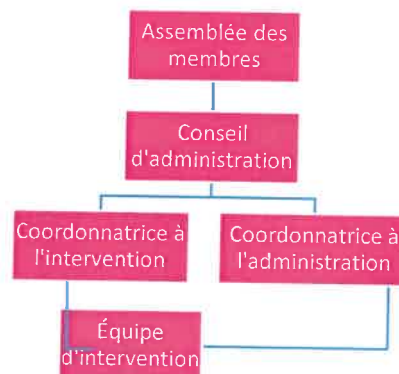 Assemblée des
membres
Conseil
d'administration
Coordonnatrice à
l'intervention
Coordonnatrice à
l'administration
Équipe
d'intervention